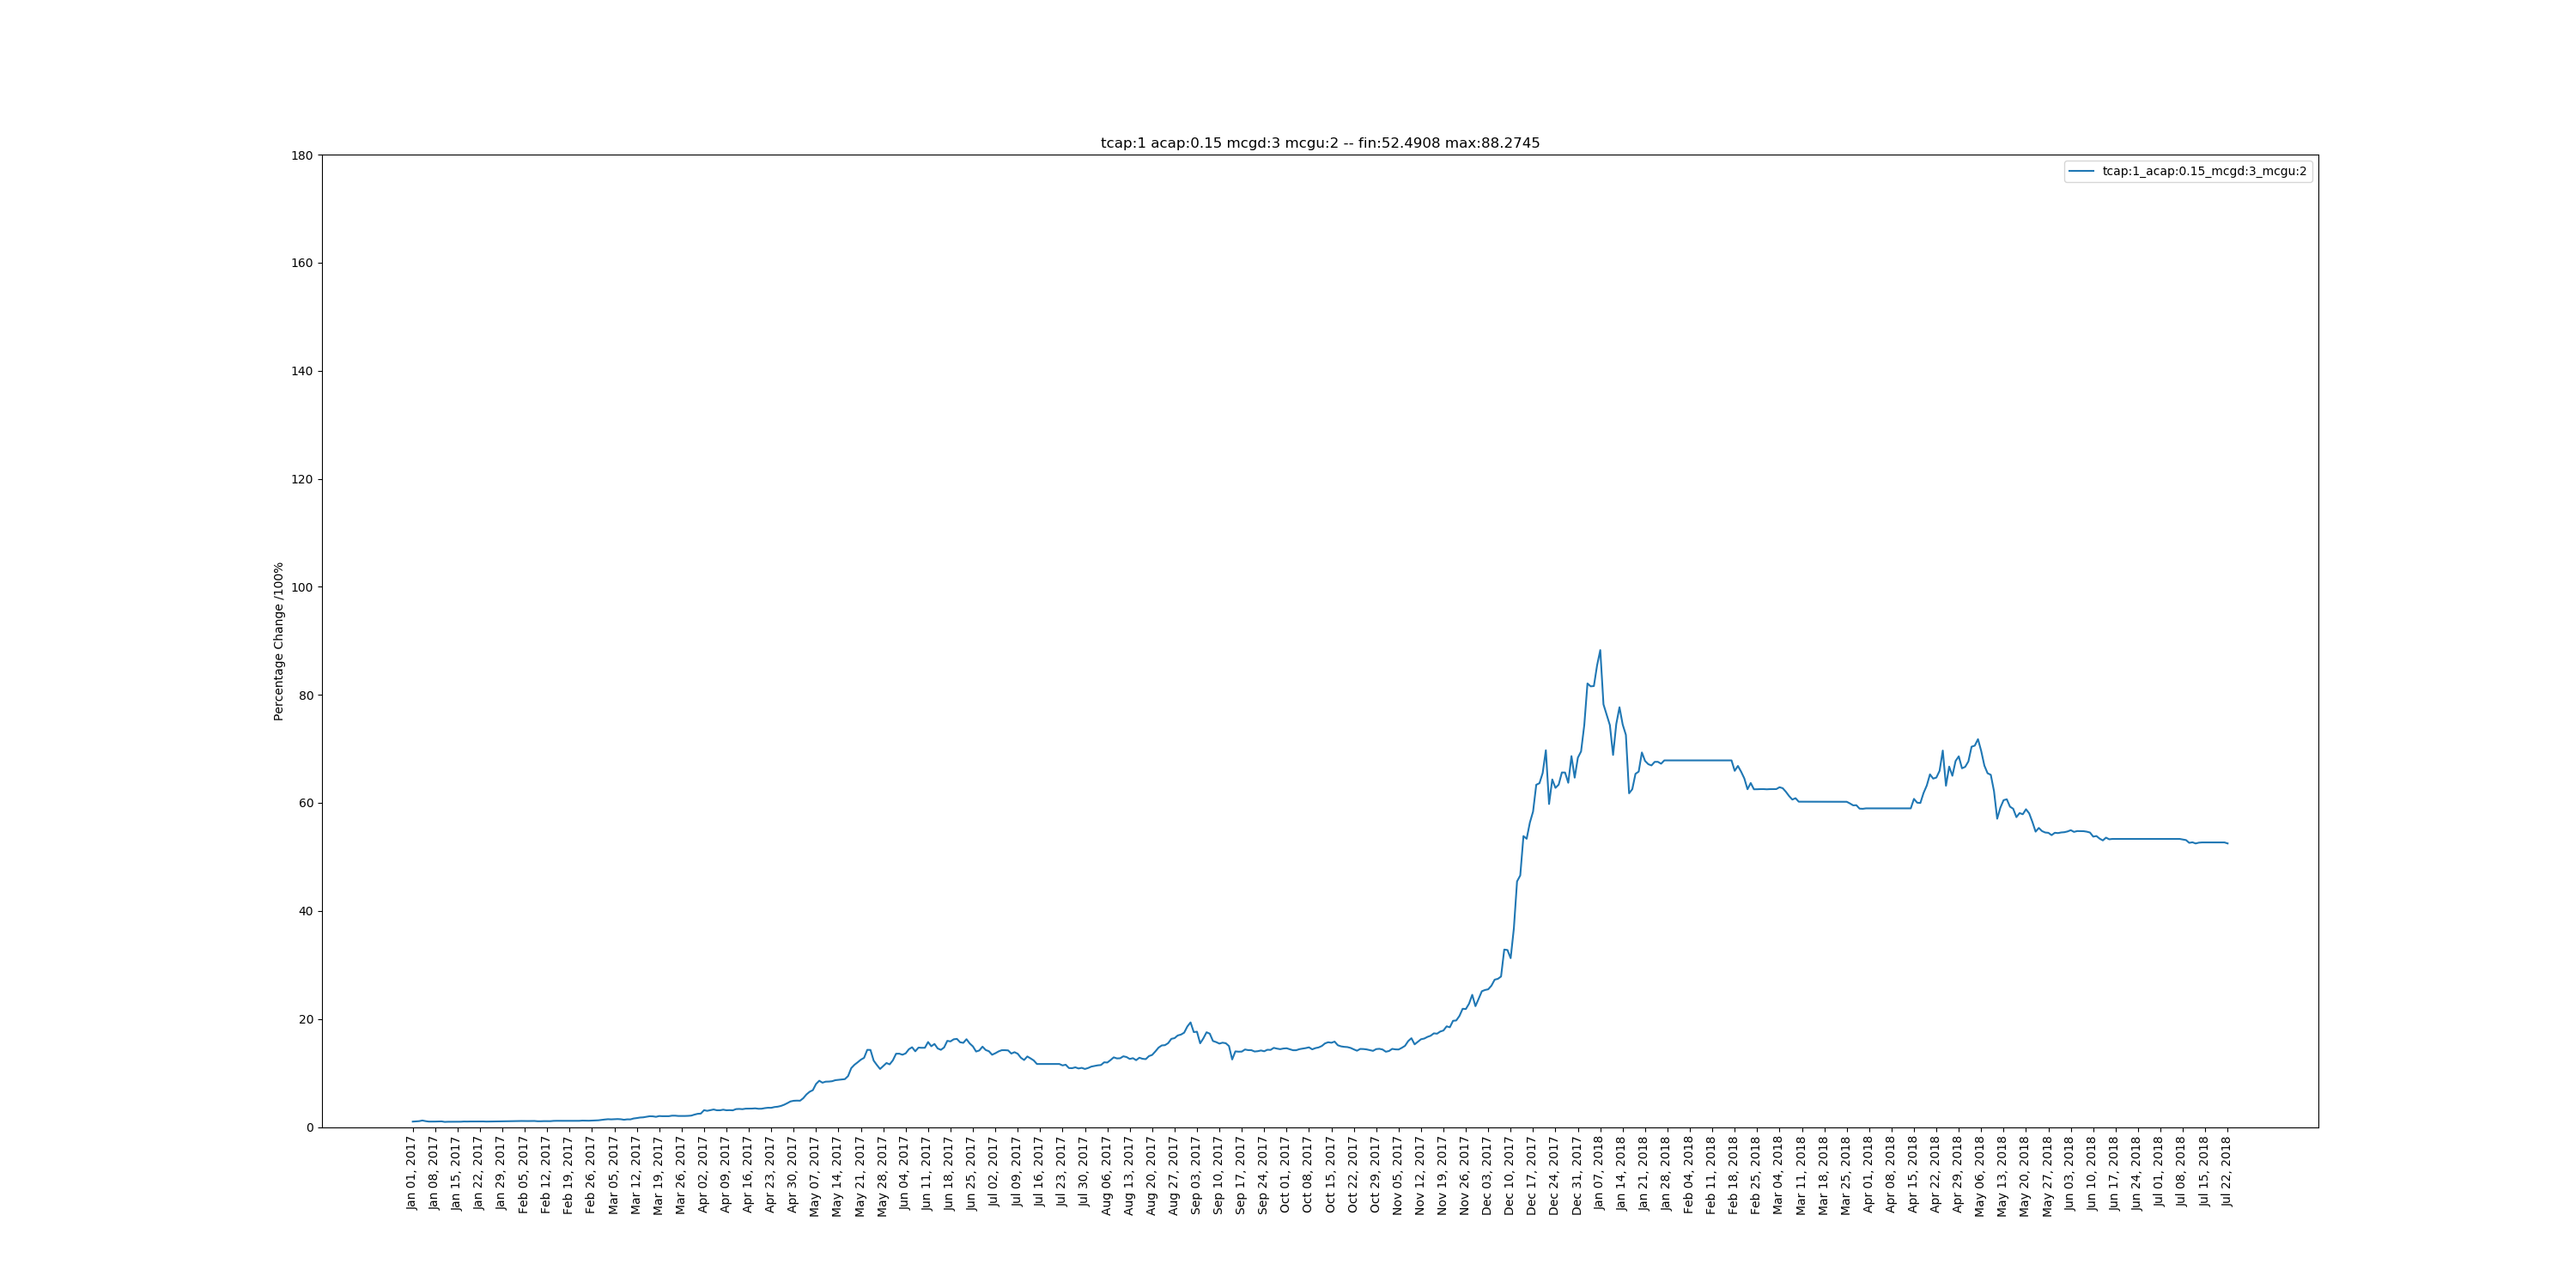 tcap:1 acap:0.15 mcgd:3 mcgu:2 -- fin:52.4908 max:88.2745
tcap:1_acap:0.15_mcgd:3_mcgu:2
Percentage Change /100%
180
160
140
120
100
80
60
40
20
0
Jan 01, 2017
Jan 08, 2017
Jan 15, 2017
Jan 22, 2017
Jan 29, 2017
Feb 05, 2017
Feb 12, 2017
Feb 19, 2017
Feb 26, 2017
Mar 05, 2017
Mar 12, 2017
Mar 19, 2017
Mar 26, 2017
Apr 02, 2017
Apr 09, 2017
Apr 16, 2017
Apr 23, 2017
Apr 30, 2017
May 07, 2017
May 14, 2017
May 21, 2017
May 28, 2017
Jun 04, 2017
Jun 11, 2017
Jun 18, 2017
Jun 25, 2017
Jul 02, 2017
Jul 09, 2017
Jul 16, 2017
Jul 23, 2017
Jul 30, 2017
Aug 06, 2017
Aug 13, 2017
Aug 20, 2017
Aug 27, 2017
Sep 03, 2017
Sep 10, 2017
Sep 17, 2017
Sep 24, 2017
Oct 01, 2017
Oct 08, 2017
Oct 15, 2017
Oct 22, 2017
Oct 29, 2017
Nov 05, 2017
Nov 12, 2017
Nov 19, 2017
Nov 26, 2017
Dec 03, 2017
Dec 10, 2017
Dec 17, 2017
Dec 24, 2017
Dec 31, 2017
Jan 07, 2018
Jan 14, 2018
Jan 21, 2018
Jan 28, 2018
Feb 04, 2018
Feb 11, 2018
Feb 18, 2018
Feb 25, 2018
Mar 04, 2018
Mar 11, 2018
Mar 18, 2018
Mar 25, 2018
Apr 01, 2018
Apr 08, 2018
Apr 15, 2018
Apr 22, 2018
Apr 29, 2018
May 06, 2018
May 13, 2018
May 20, 2018
May 27, 2018
Jun 03, 2018
Jun 10, 2018
Jun 17, 2018
Jun 24, 2018
Jul 01, 2018
Jul 08, 2018
Jul 15, 2018
Jul 22, 2018